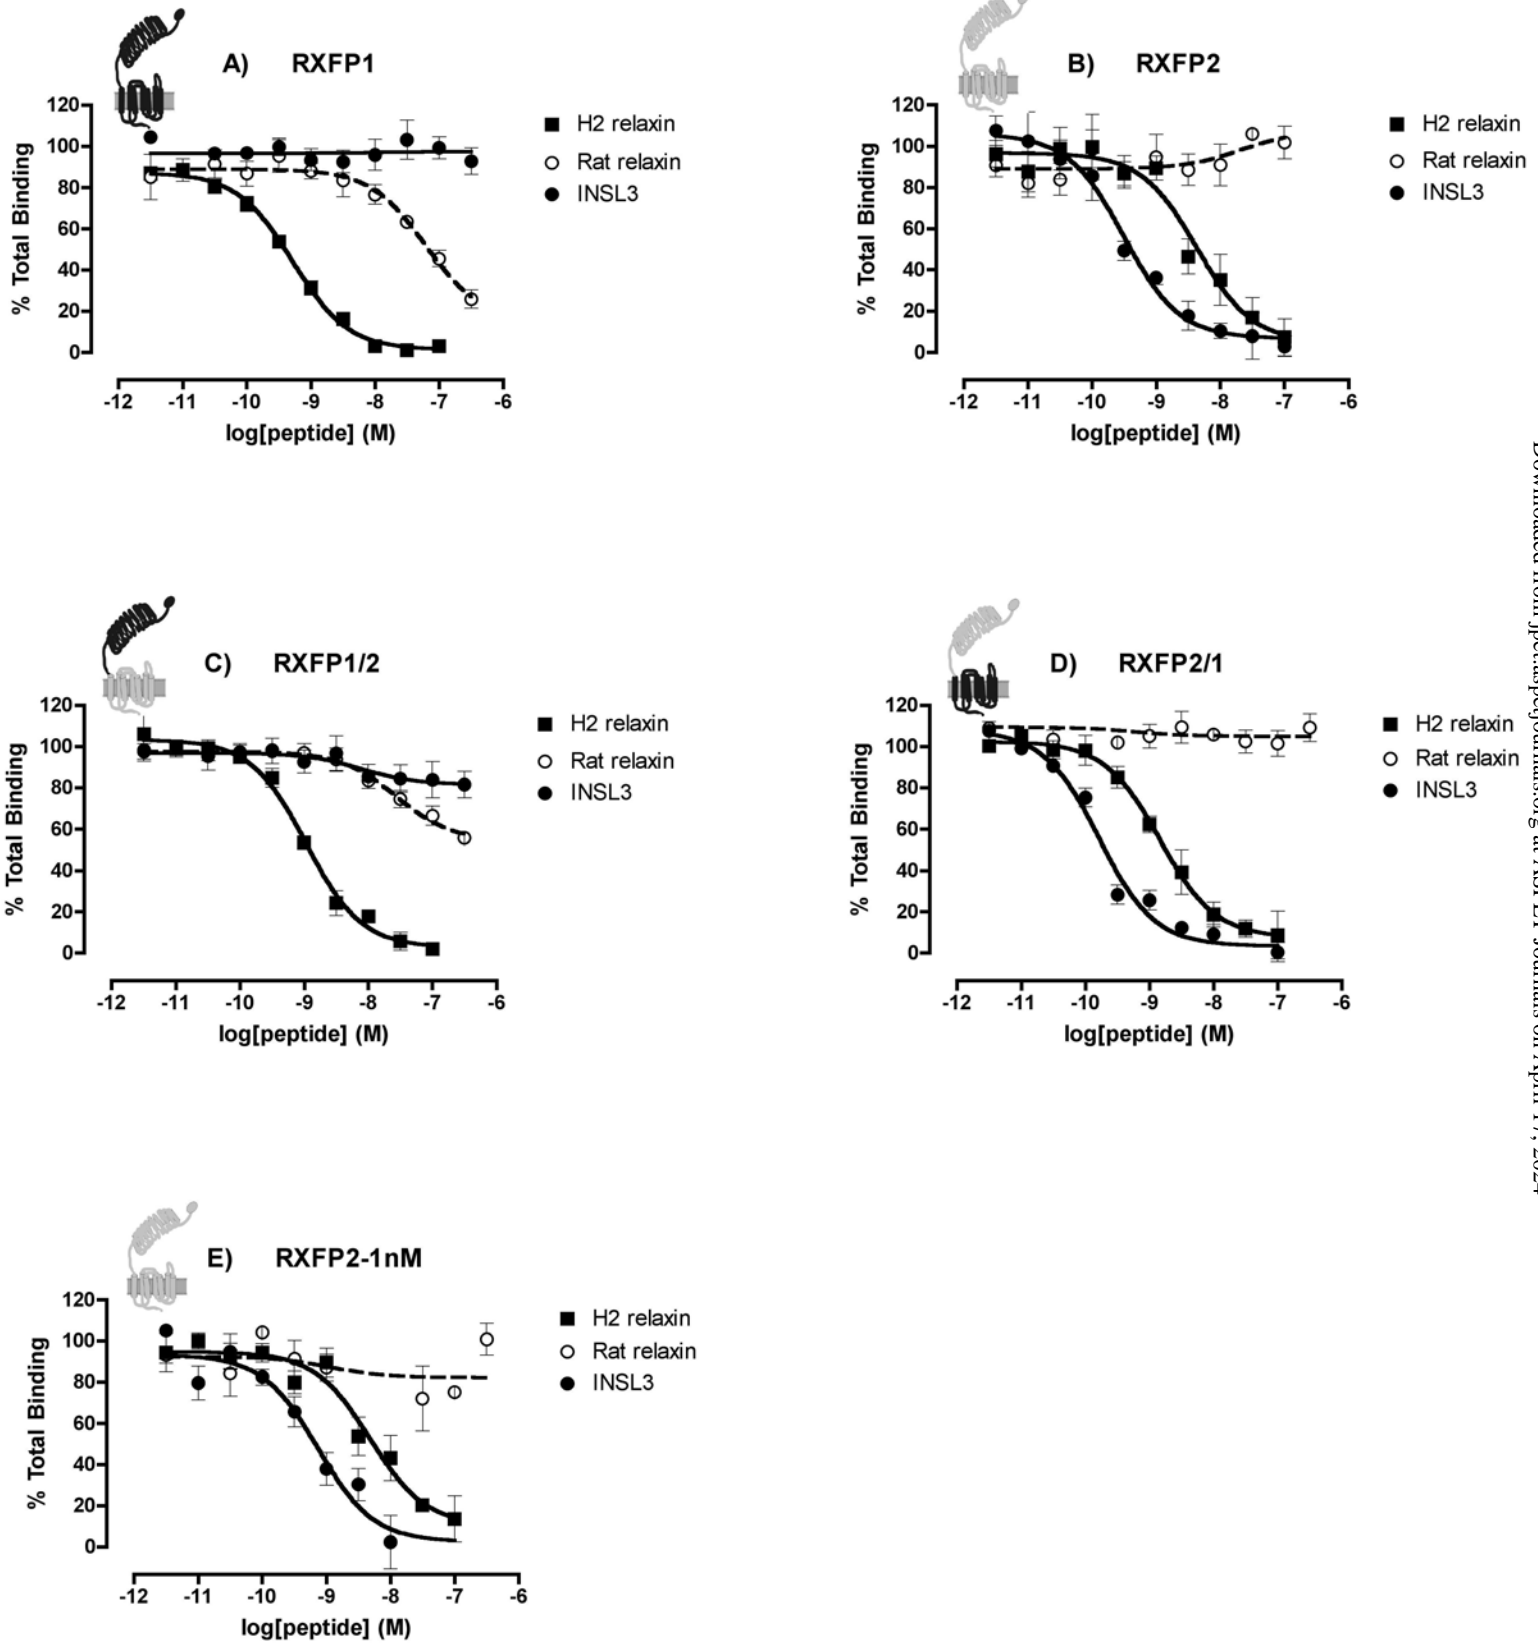 A) RXFP1
% Total Binding
120
100
80
60
40
20
0
-12 -11 -10 -9 -8 -7 -6
log[peptide] (M)
H2 relaxin
Rat relaxin
INSL3
B) RXFP2
% Total Binding
120
100
80
60
40
20
0
-12 -11 -10 -9 -8 -7 -6
log[peptide] (M)
H2 relaxin
Rat relaxin
INSL3
C) RXFP1/2
% Total Binding
120
100
80
60
40
20
0
-12 -11 -10 -9 -8 -7 -6
log[peptide] (M)
H2 relaxin
Rat relaxin
INSL3
D) RXFP2/1
% Total Binding
120
100
80
60
40
20
0
-12 -11 -10 -9 -8 -7 -6
log[peptide] (M)
H2 relaxin
Rat relaxin
INSL3
E) RXFP2-1nM
% Total Binding
120
100
80
60
40
20
0
-12 -11 -10 -9 -8 -7 -6
log[peptide] (M)
H2 relaxin
Rat relaxin
INSL3